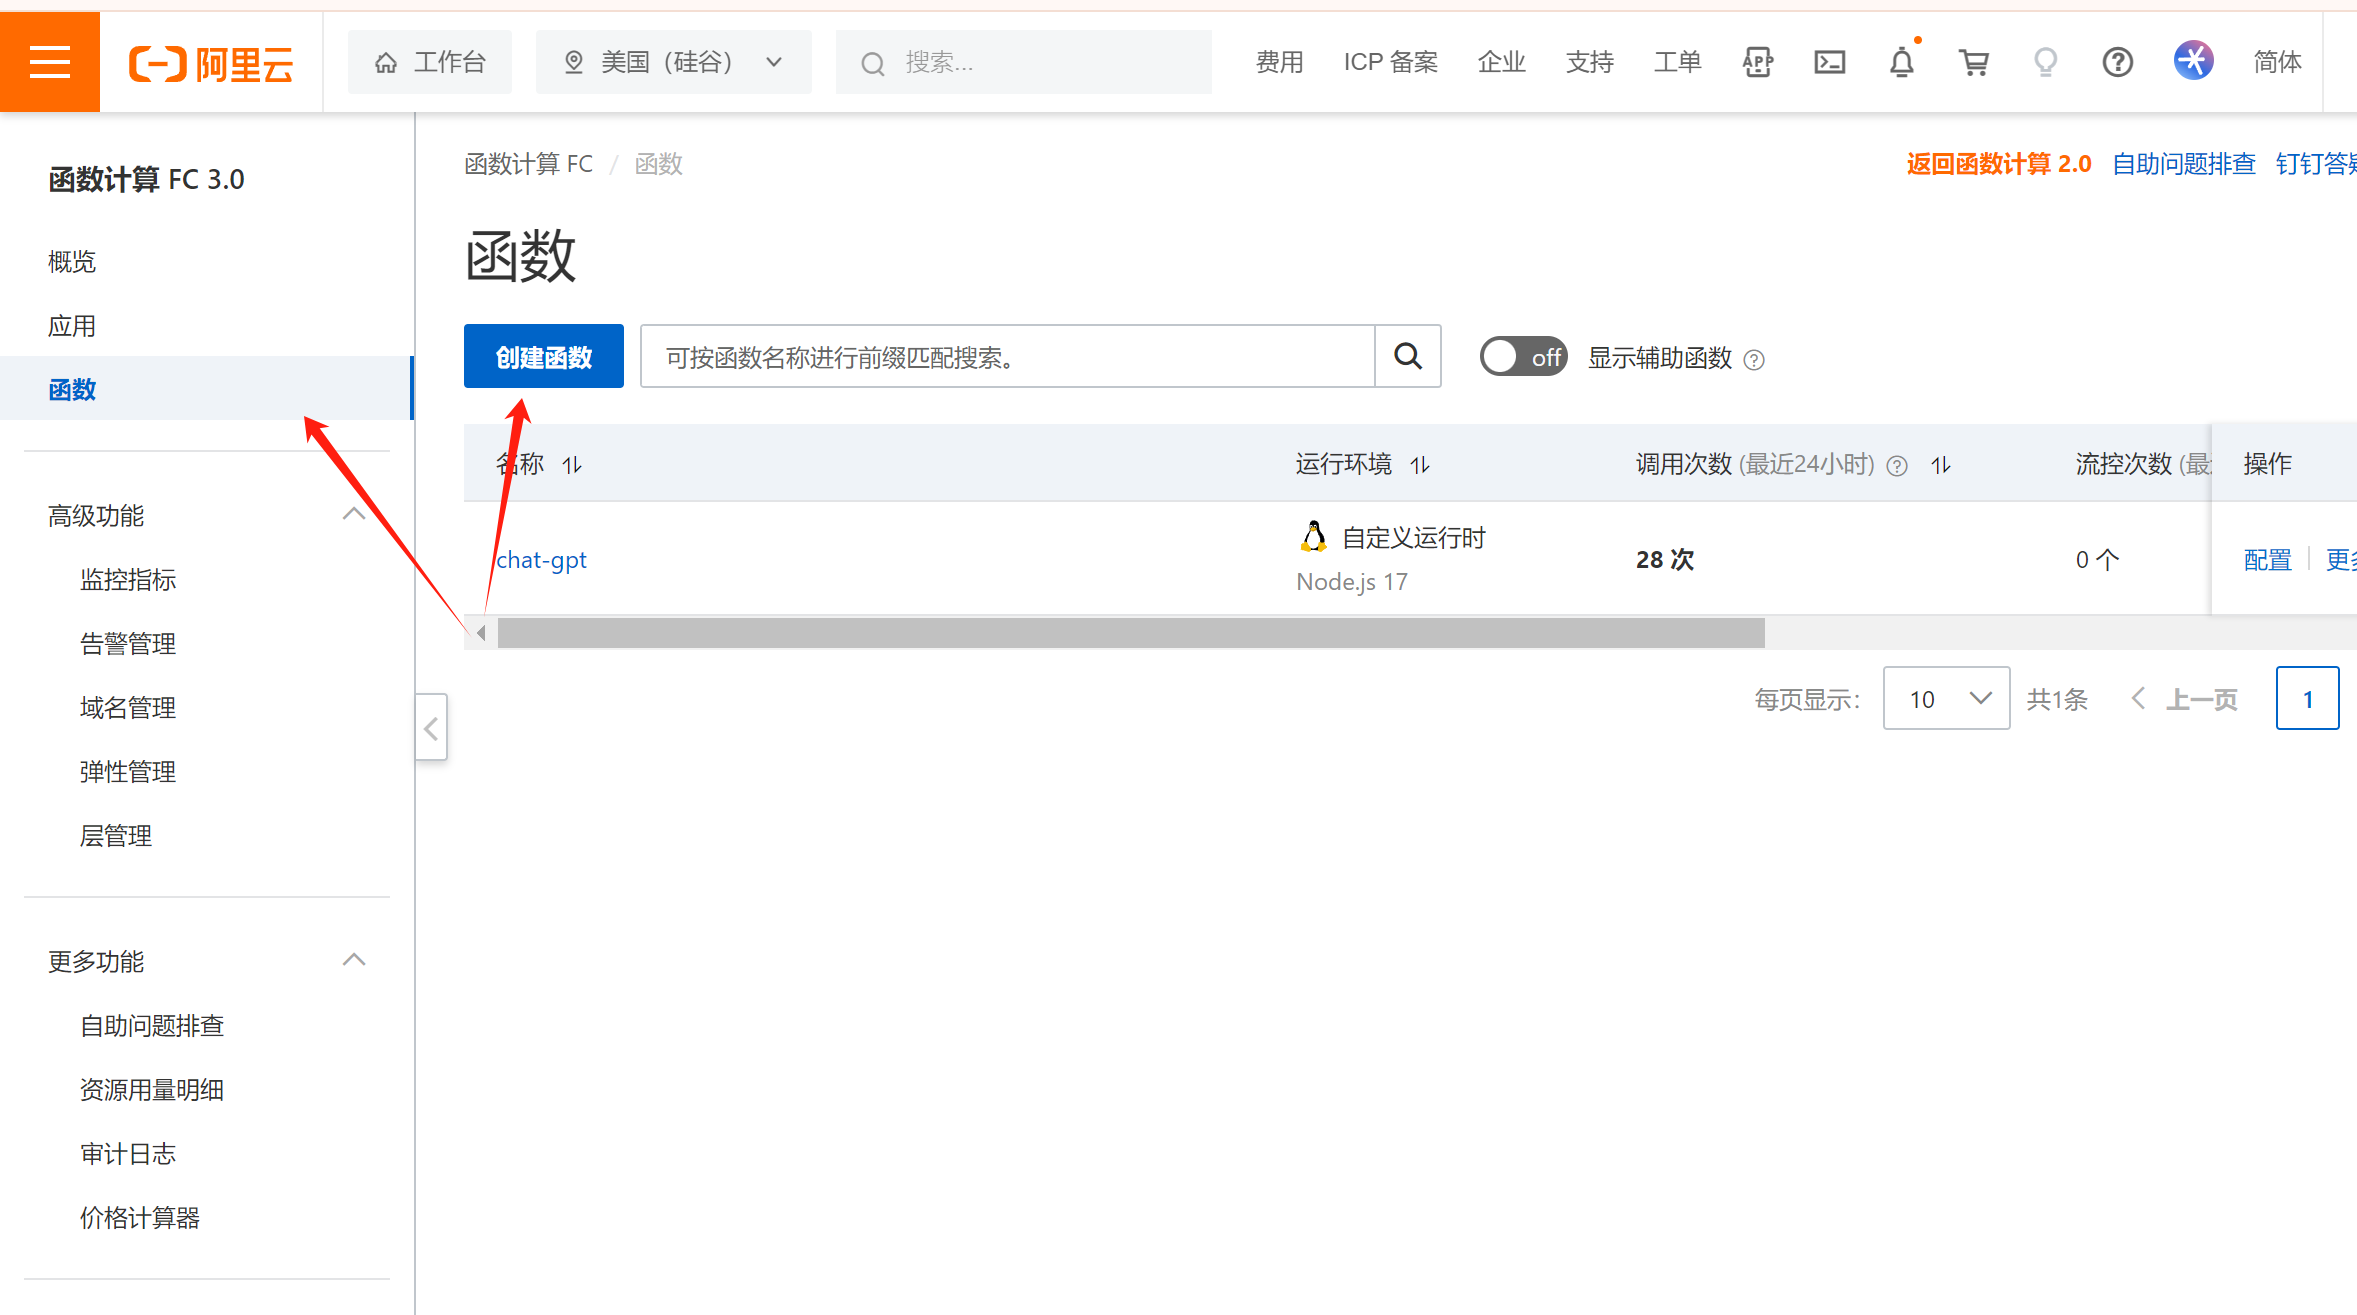 阿里云
工作台
美国（硅谷）
搜索...
费用
ICP 备案
企业
支持
工单
APP
简体
函数计算 FC 3.0
概览
应用
函数
高级功能
监控指标
告警管理
域名管理
弹性管理
层管理
更多功能
自助问题排查
资源用量明细
审计日志
价格计算器
函数计算 FC / 函数
返回函数计算 2.0
自助问题排查
钉钉答疑
函数
创建函数
可按函数名称进行前缀匹配搜索。
off
显示辅助函数
名称
运行环境
调用次数 (最近24小时)
流控次数 (最
操作
chat-gpt
自定义运行时
Node.js 17
28 次
0 个
配置
更多
每页显示：
10
共1条
上一页
1